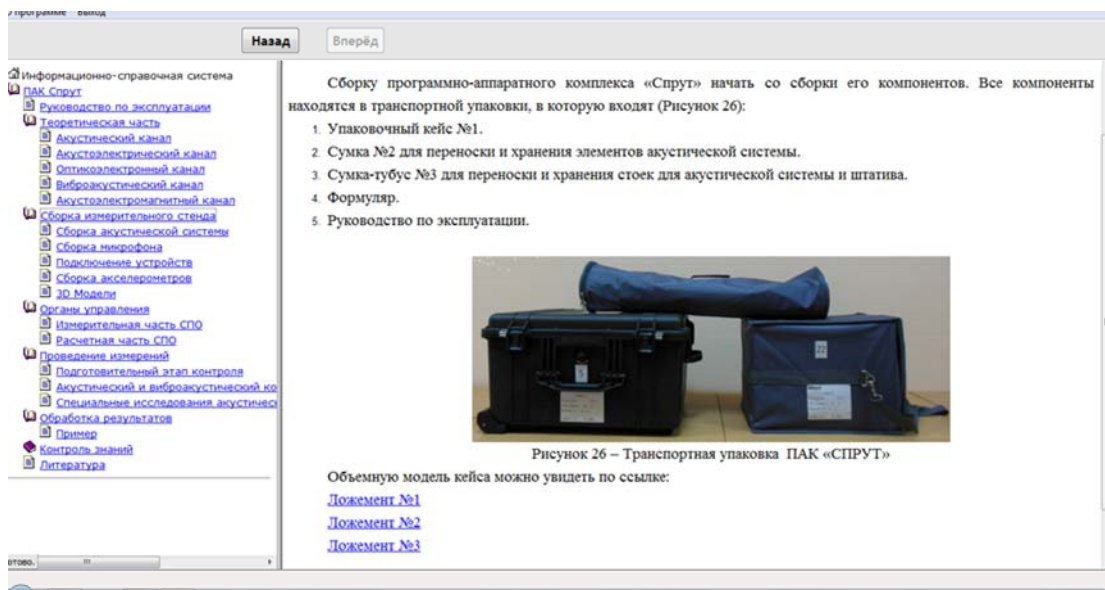 программе Выход
Назад
Вперёд
Информационно-справочная система
ПАК Спрут
Руководство по эксплуатации
Теоретическая часть
Акустический канал
Акустоэлектрический канал
Оптикоэлектронный канал
Виброакустический канал
Акустоэлектромагнитный канал
Сборка измерительного стенда
Сборка акустической системы
Сборка микрофона
Подключение устройств
Сборка акселерометров
3D Модели
Органы управления
Измерительная часть СПО
Расчетная часть СПО
Проведение измерений
Подготовительный этап контроля
Акустический и виброакустический ко
Специальные исследования акустичес
Обработка результатов
Пример
Контроль знаний
Литература
отово.
Сборку программно-аппаратного комплекса «Спрут» начать со сборки его компонентов. Все компоненты
находятся в транспортной упаковки, в которую входят (Рисунок 26):
1. Упаковочный кейс №1.
2. Сумка №2 для переноски и хранения элементов акустической системы.
3. Сумка-тубус №3 для переноски и хранения стоек для акустической системы и штатива.
4. Формуляр.
5. Руководство по эксплуатации.
Рисунок 26 – Транспортная упаковка ПАК «СПРУТ»
Объемную модель кейса можно увидеть по ссылке:
Ложемент №1
Ложемент №2
Ложемент №3